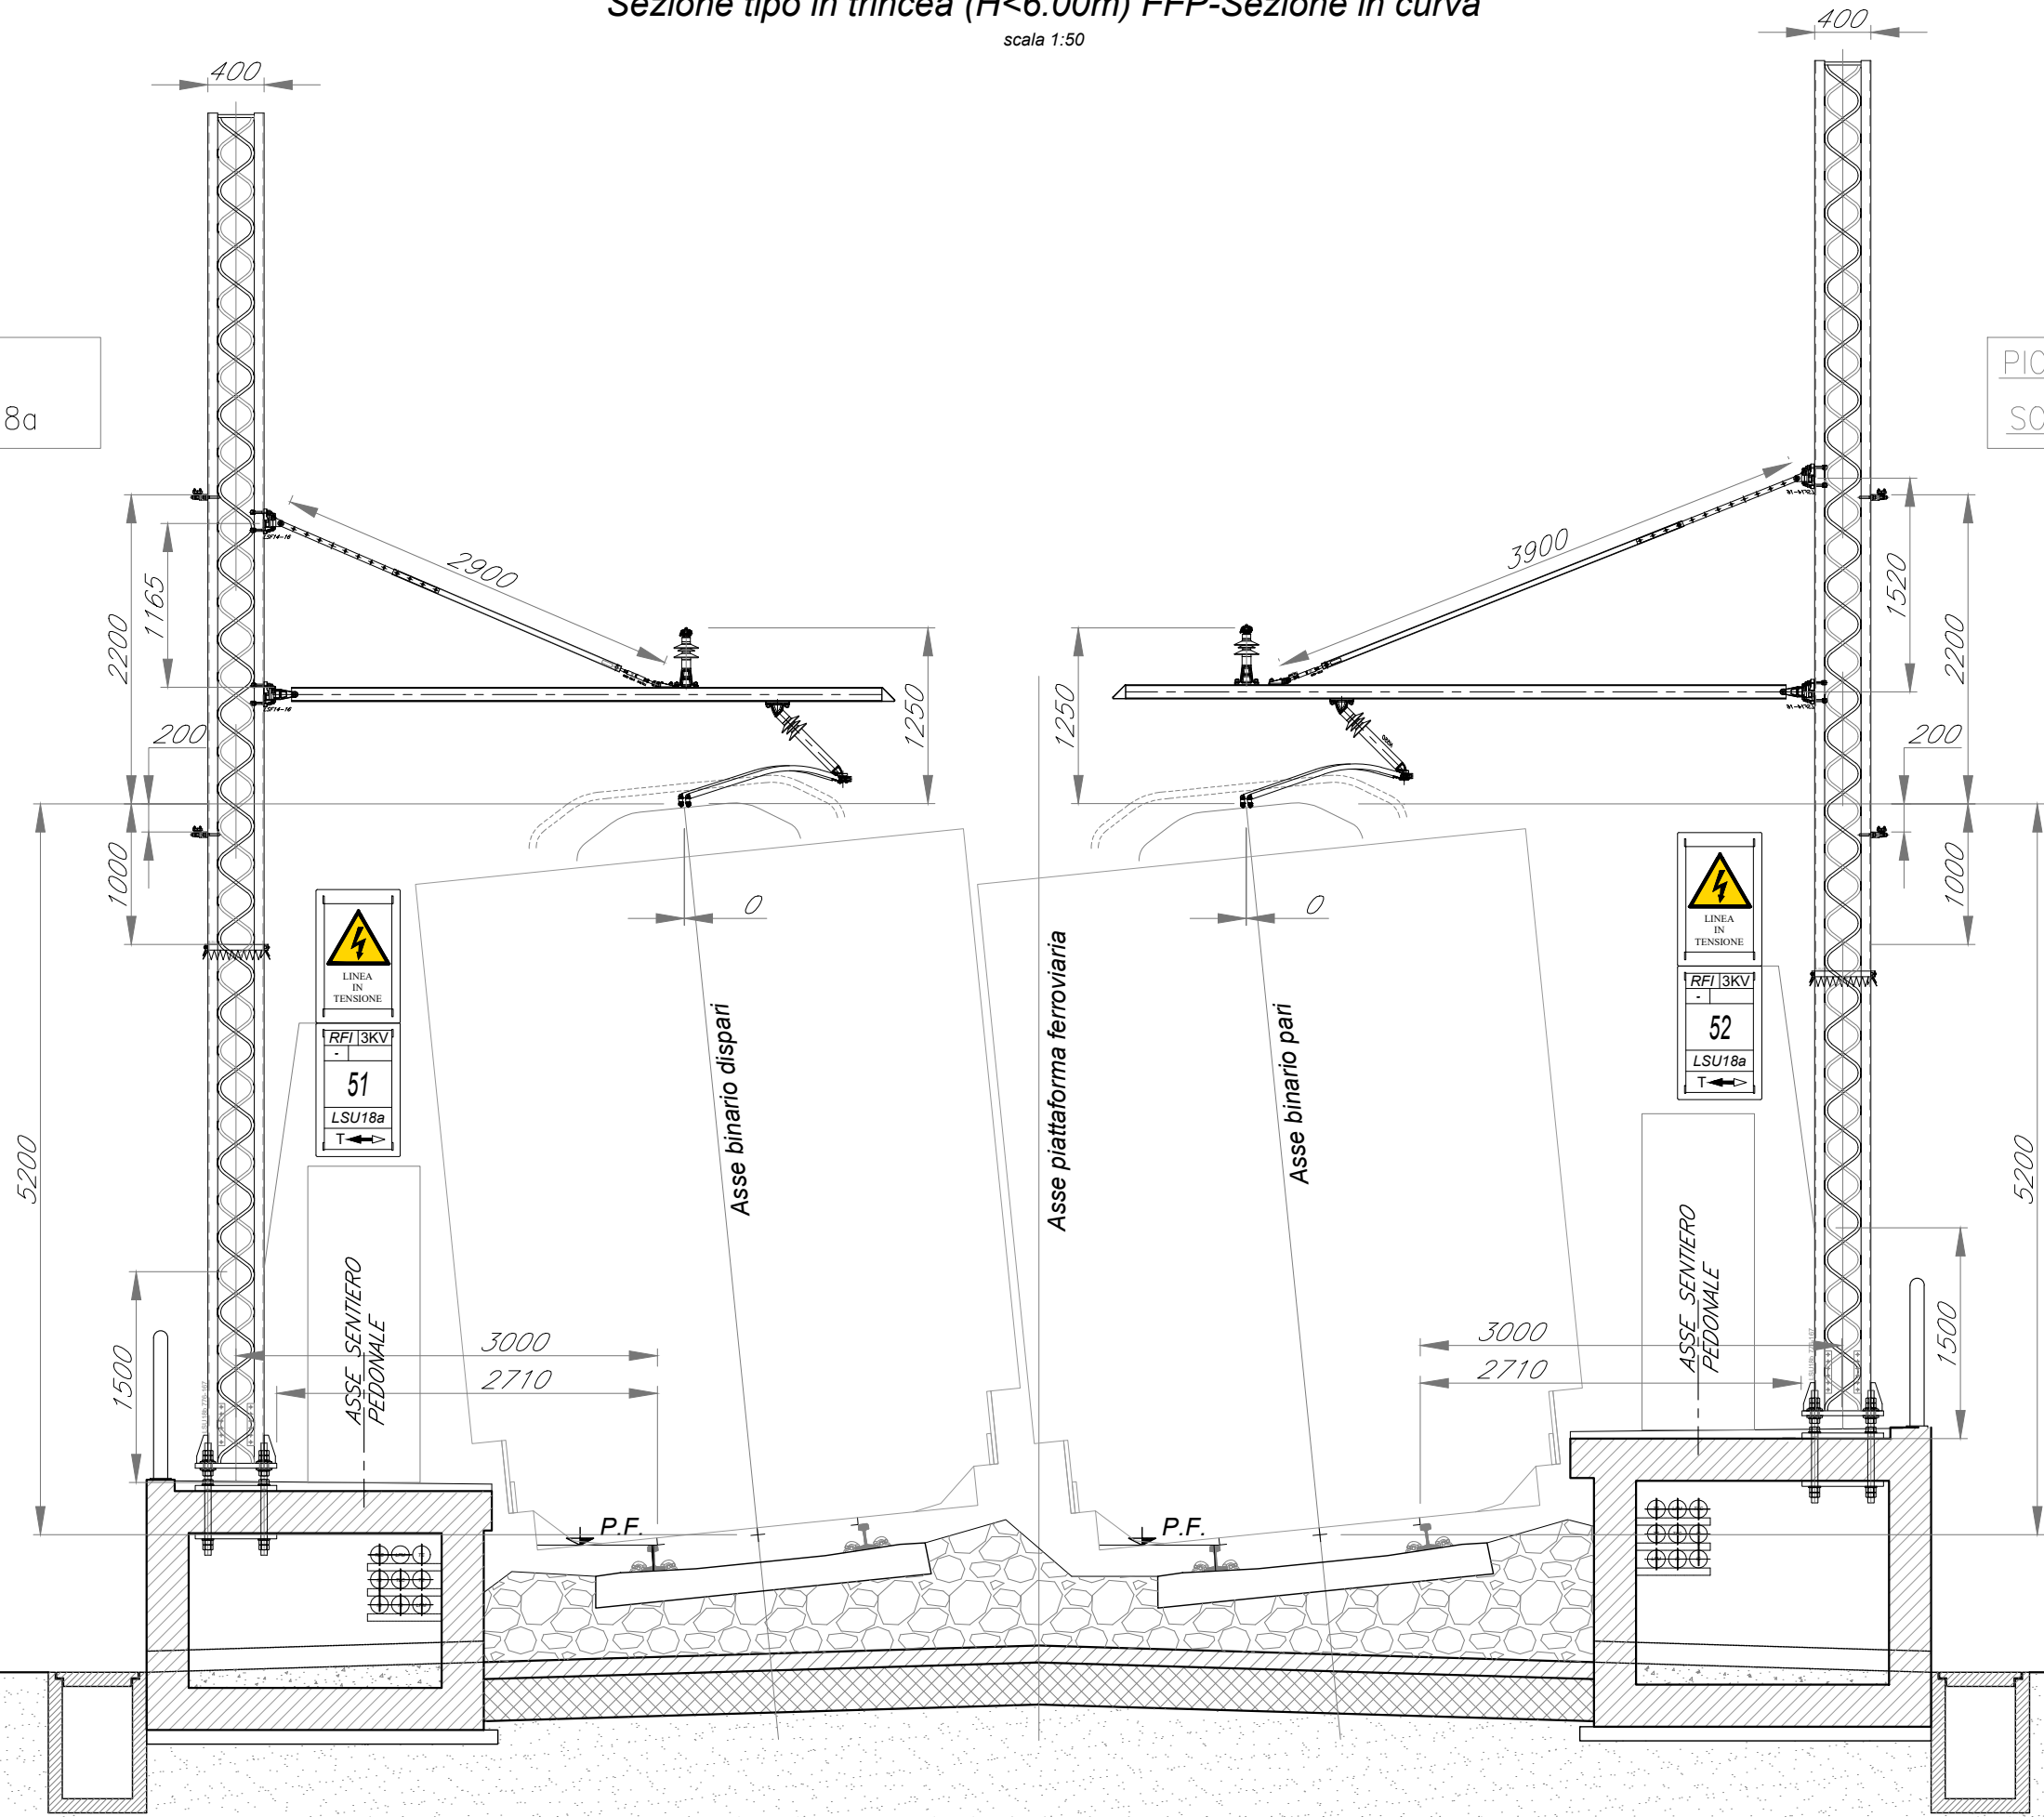 Sezione tipo in trincea (H<6.00m) FFP-Sezione in curva
scala 1:50
400
400
8a
PIO
SO
2200
1165
2900
3900
1520
2200
1250
1250
200
200
1000
1000
0
0
LINEA
IN
TENSIONE
RFI 3KV
-
51
LSU18a
T
LINEA
IN
TENSIONE
RFI 3KV
-
52
LSU18a
T
Asse binario dispari
Asse piattaforma ferroviaria
Asse binario pari
5200
5200
ASSE SENTIERO
PEDONALE
ASSE SENTIERO
PEDONALE
1500
1500
3000
2710
3000
2710
P.F.
P.F.